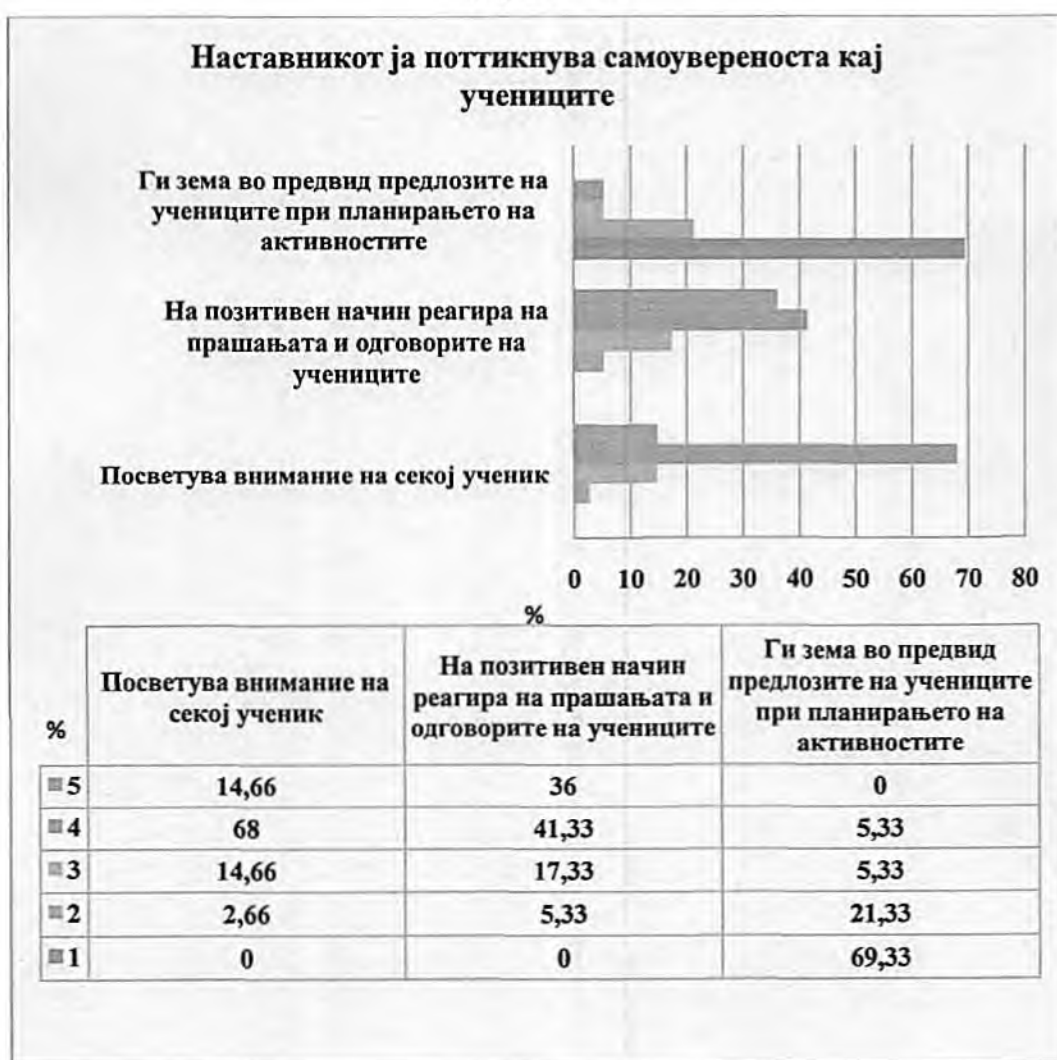 Наставникот ја поттикнува самоувереноста кај
учениците
Ги зема во предвид предлозите на
учениците при планирањето на
активностите
На позитивен начин реагира на
прашањата и одговорите на
учениците
Посветува внимание на секој ученик
0 10 20 30 40 50 60 70 80
%
% Посветува внимание на
секој ученик
На позитивен начин
реагира на прашањата и
одговорите на учениците
Ги зема во предвид
предлозите на учениците
при планирањето на
активностите
5 14,66 36 0
4 68 41,33 5,33
3 14,66 17,33 5,33
2 2,66 5,33 21,33
1 0 0 69,33